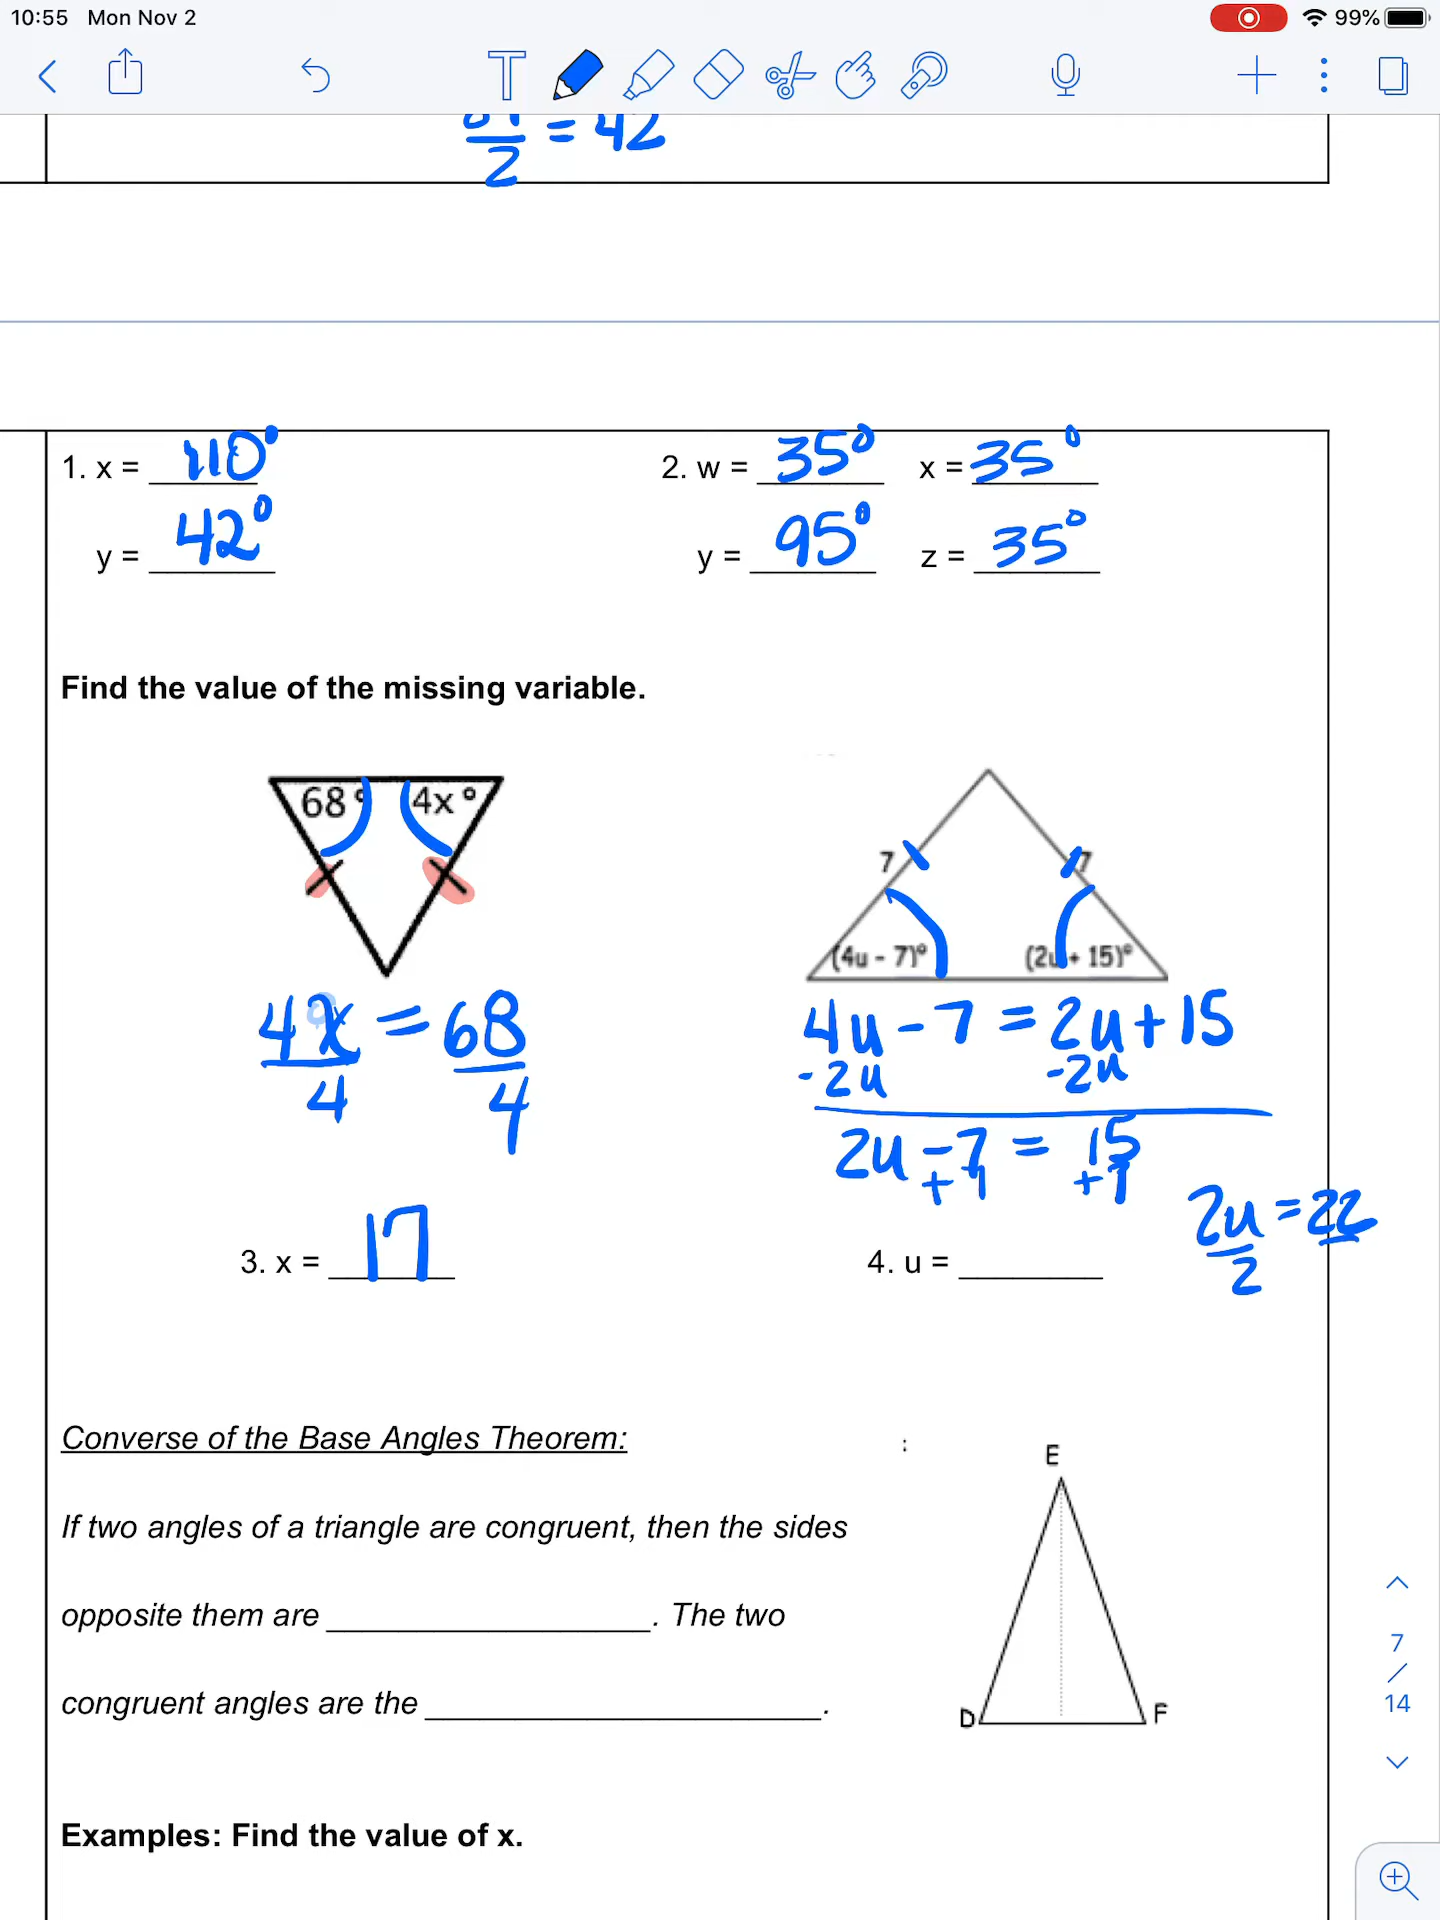 10:55 Mon Nov 2 99%
2 = 42
1. x = 110°
2. w = 35° x = 35°
y = 42°
y = 95° z = 35°
Find the value of the missing variable.
68° 4x°
7 7
(4u - 7)° (2u + 15)°
4x = 68
4 4
4u - 7 = 2u + 15
-2u -2u
2u - 7 = 15
+7 +7
2u = 22
2
3. x = 17
4. u =
Converse of the Base Angles Theorem:
:
E
If two angles of a triangle are congruent, then the sides
opposite them are __________________. The two
congruent angles are the ______________________.
D F
7
/
14
Examples: Find the value of x.